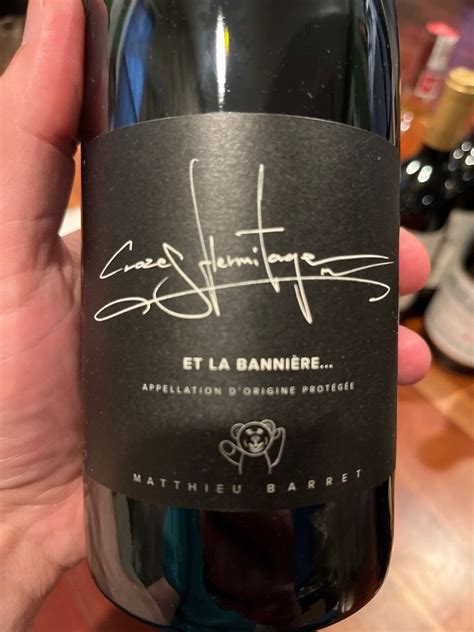 Crozes Hermitage
ET LA BANNIÈRE...
APPELLATION D'ORIGINE PROTÉGÉE
MATTHIEU BARRET